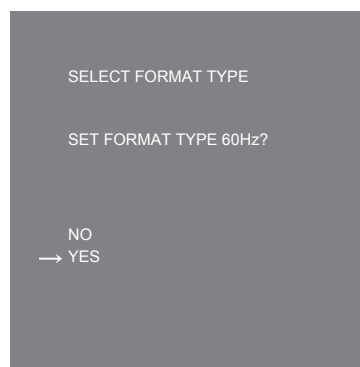 SELECT FORMAT TYPE
SET FORMAT TYPE 60Hz?
NO
→ YES